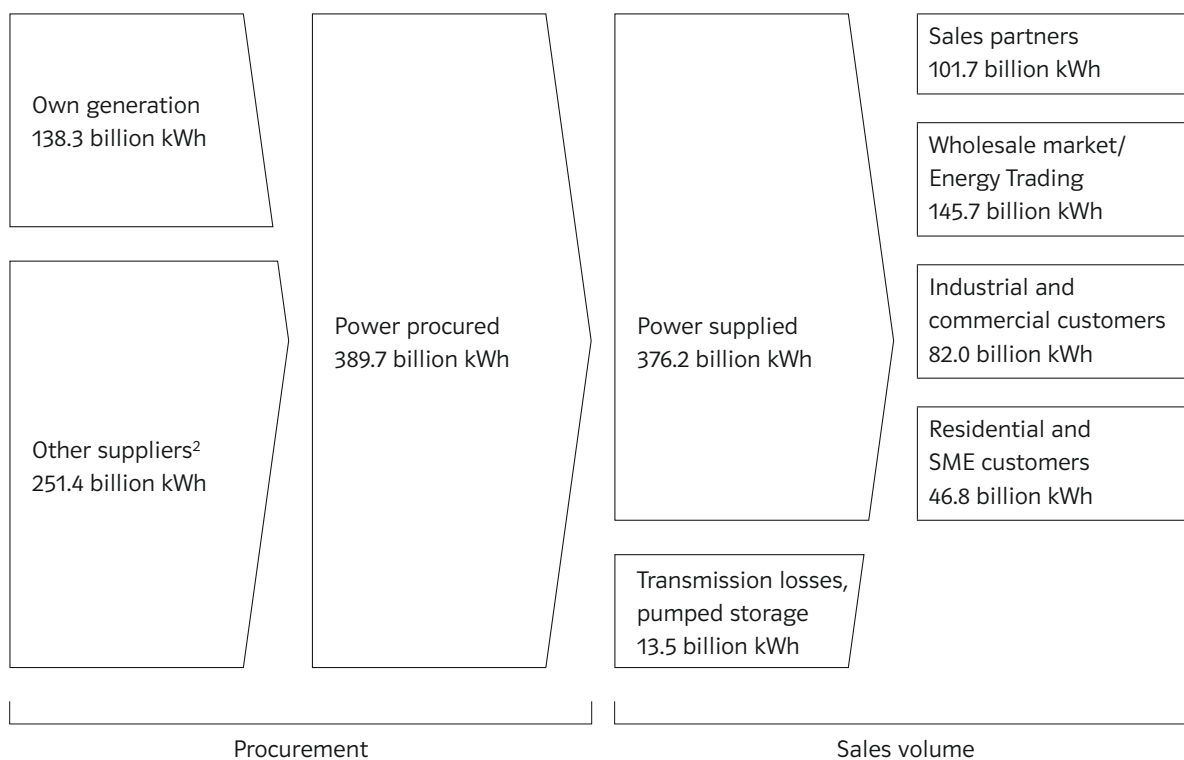 Own generation
138.3 billion kWh
Other suppliers²
251.4 billion kWh
Power procured
389.7 billion kWh
Power supplied
376.2 billion kWh
Transmission losses,
pumped storage
13.5 billion kWh
Sales partners
101.7 billion kWh
Wholesale market/
Energy Trading
145.7 billion kWh
Industrial and
commercial customers
82.0 billion kWh
Residential and
SME customers
46.8 billion kWh
Procurement
Sales volume